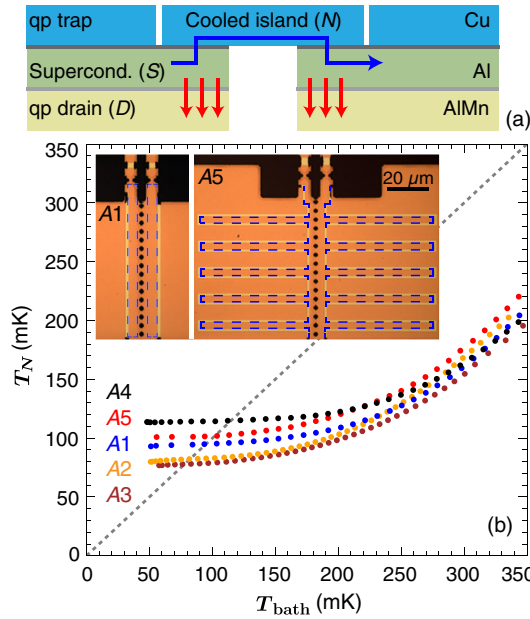 qp trap Cooled island (N) Cu
Supercond. (S) Al
qp drain (D) AlMn
(a)
350
300
250
200
150
100
50
0
T_N (mK)
A1
A5
20 µm
A4
A5
A1
A2
A3
(b)
0 50 100 150 200 250 300 350
T_bath (mK)